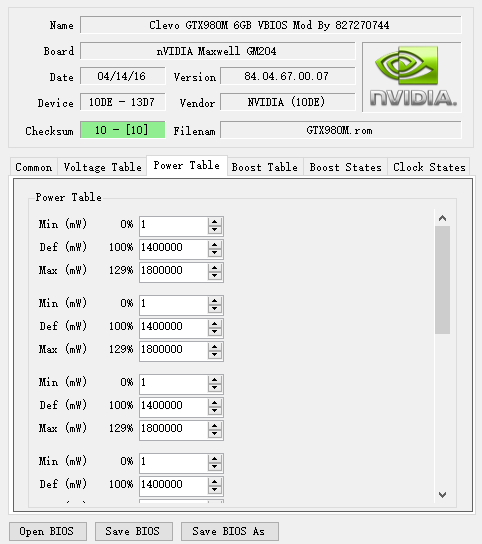 Name Clevo GTX980M 6GB VBIOS Mod By 827270744
Board nVIDIA Maxwell GM204
Date 04/14/16 Version 84.04.67.00.07
Device 10DE - 13D7 Vendor NVIDIA (10DE)
Checksum 10 - [10] Filenam GTX980M.rom
nVIDIA.
Common Voltage Table Power Table Boost Table Boost States Clock States
Power Table
Min (mW) 0% 1
Def (mW) 100% 1400000
Max (mW) 129% 1800000
Min (mW) 0% 1
Def (mW) 100% 1400000
Max (mW) 129% 1800000
Min (mW) 0% 1
Def (mW) 100% 1400000
Max (mW) 129% 1800000
Min (mW) 0% 1
Def (mW) 100% 1400000
Open BIOS Save BIOS Save BIOS As